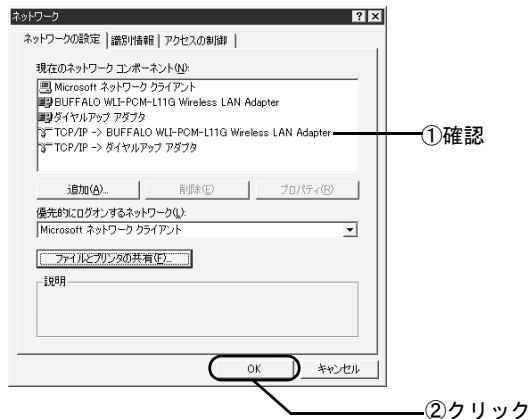 ネットワーク
ネットワークの設定 識別情報 アクセスの制御
現在のネットワーク コンポーネント(N):
Microsoft ネットワーク クライアント
BUFFALO WLI-PCM-L11G Wireless LAN Adapter
ダイヤルアップ アダプタ
TCP/IP -> BUFFALO WLI-PCM-L11G Wireless LAN Adapter
①確認
TCP/IP -> ダイヤルアップ アダプタ
追加(A)... 削除(E) プロパティ(R)
優先的にログオンするネットワーク(L):
Microsoft ネットワーク クライアント
ファイルとプリンタの共有(F)...
説明
OK キャンセル
②クリック